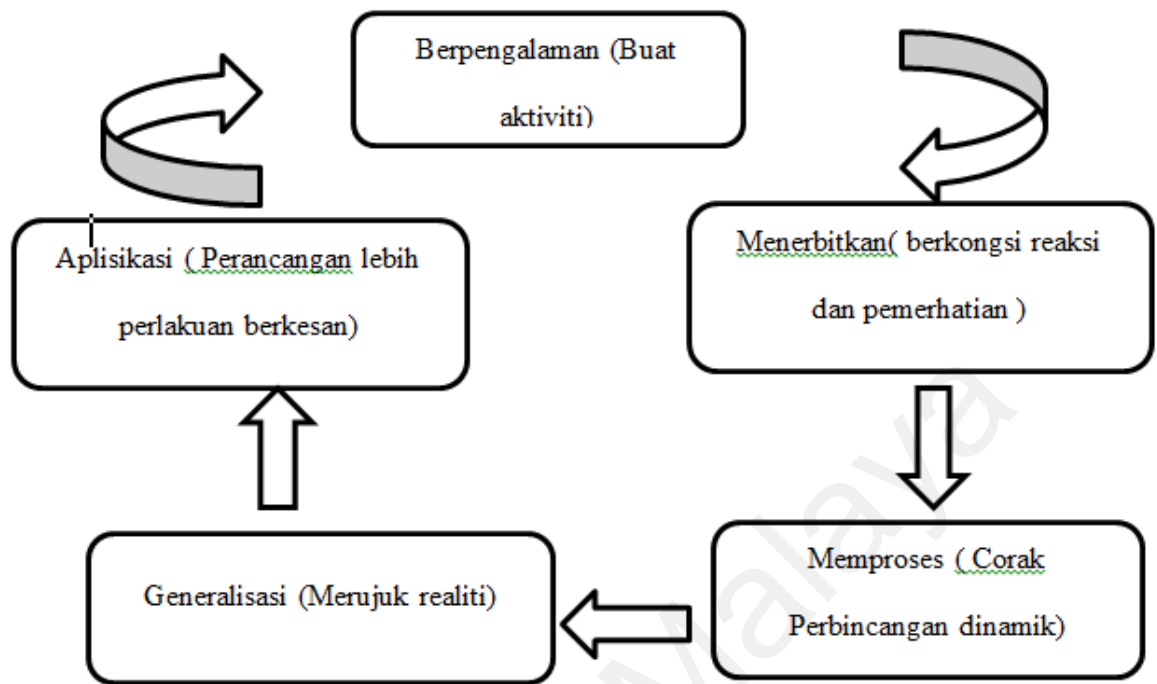 Berpengalaman (Buat
aktiviti)
Menerbitkan( berkongsi reaksi
dan pemerhatian )
Memproses ( Corak
Perbincangan dinamik)
Generalisasi (Merujuk realiti)
Aplisikasi ( Perancangan lebih
perlakuan berkesan)
Malaya